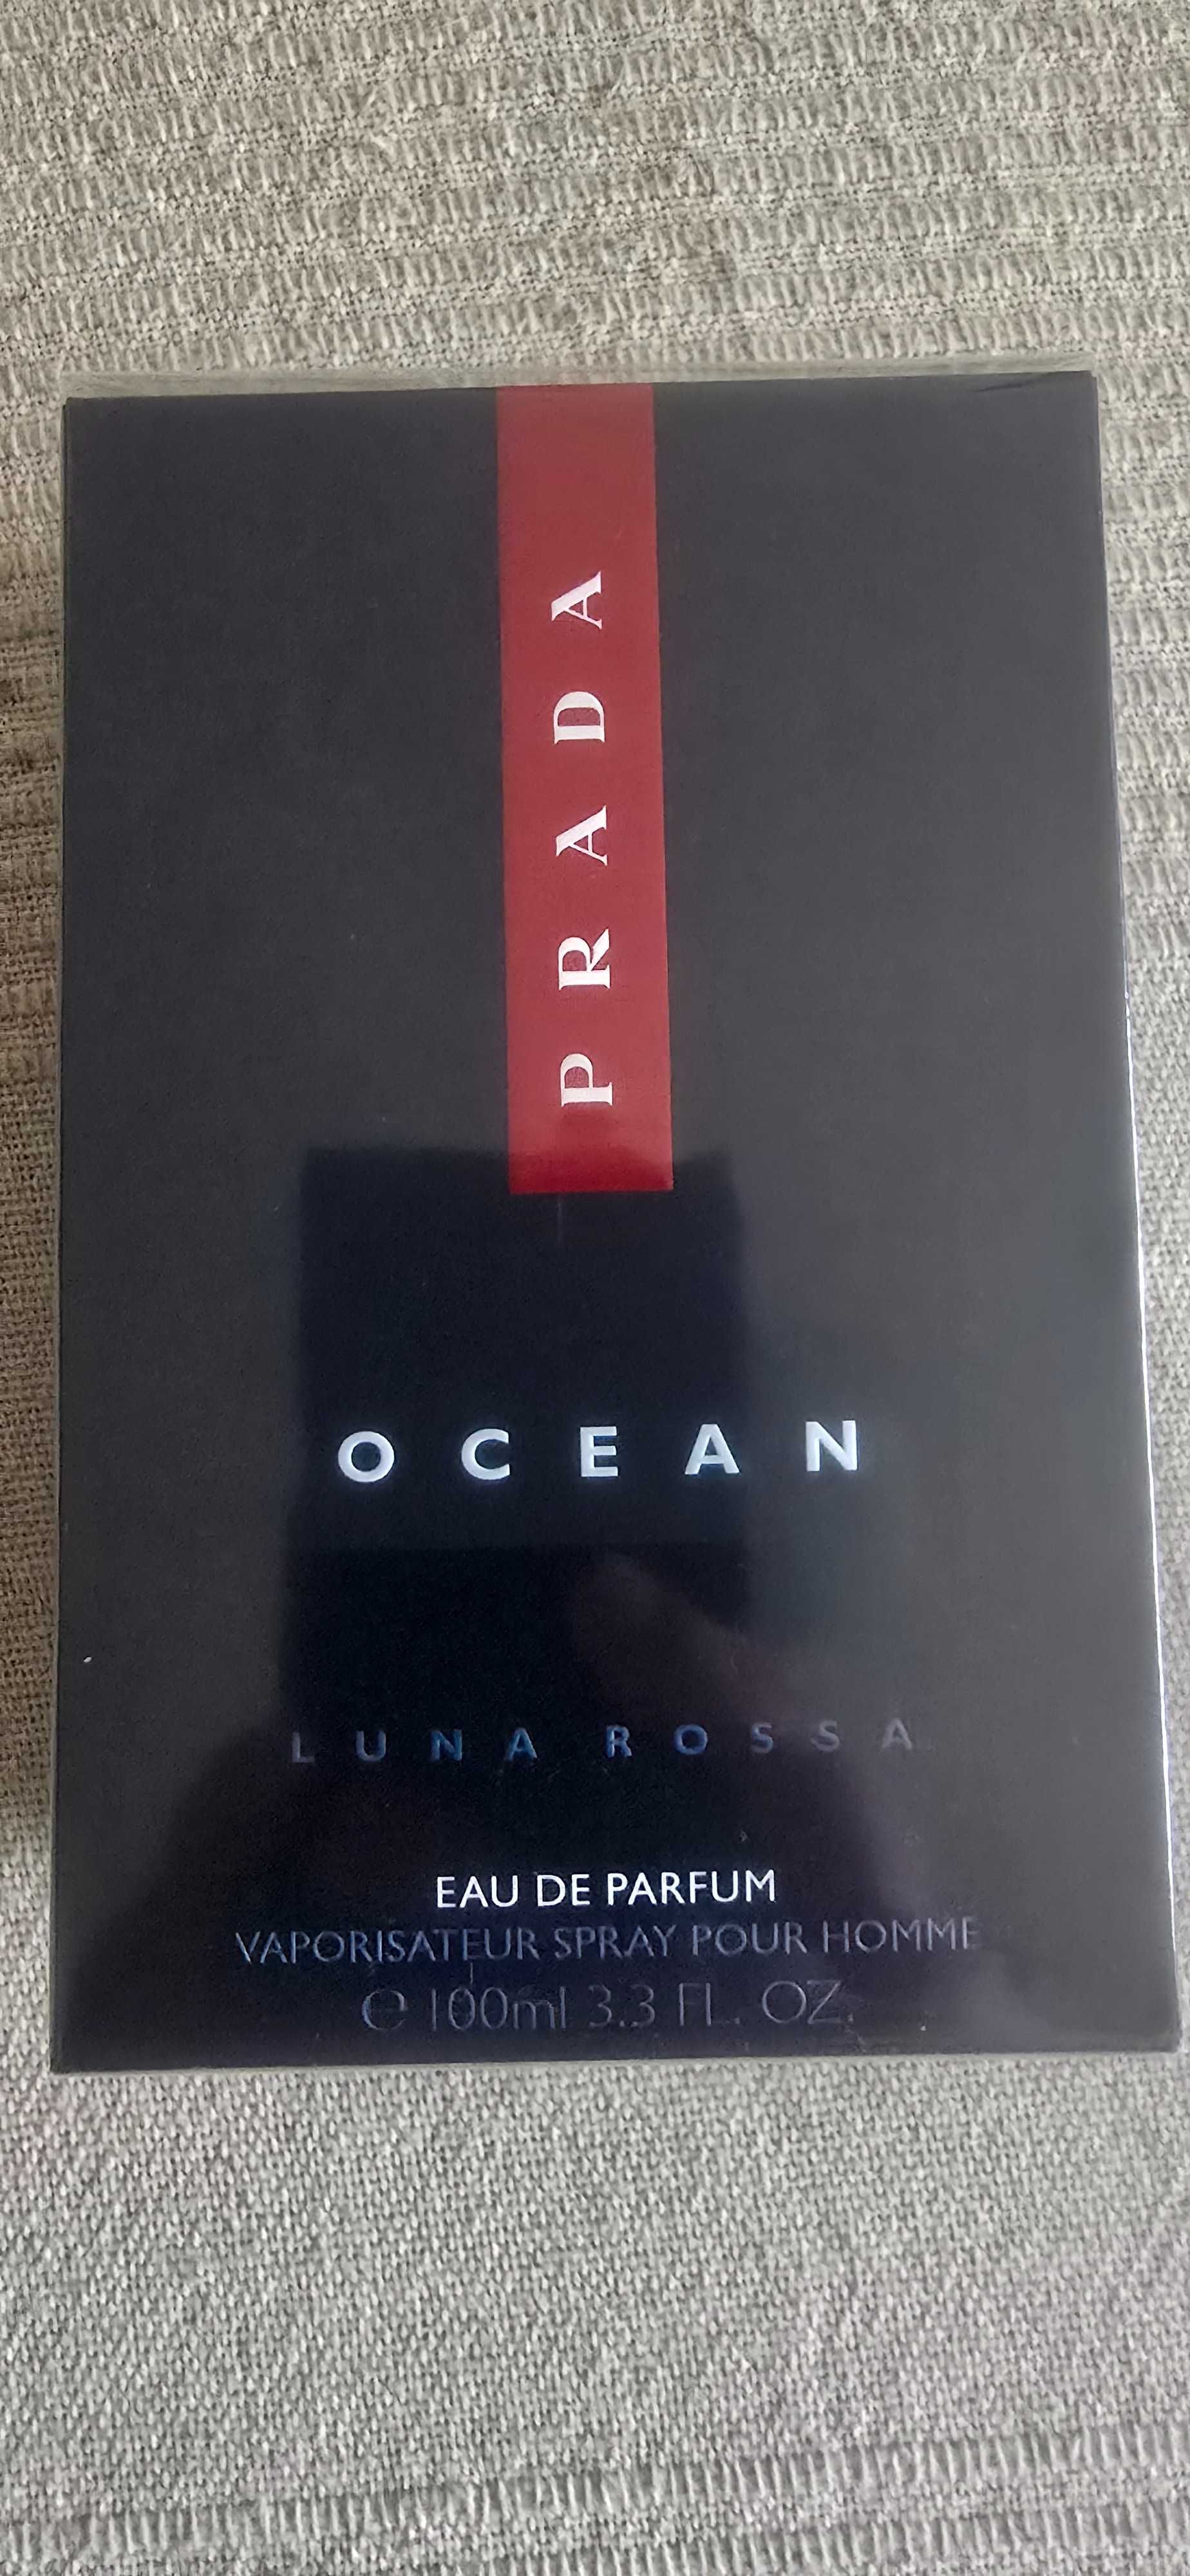 PRADA
OCEAN
LUNA ROSSA
EAU DE PARFUM
VAPORISATEUR SPRAY POUR HOMME
℮ 100ml 3.3 FL. OZ.